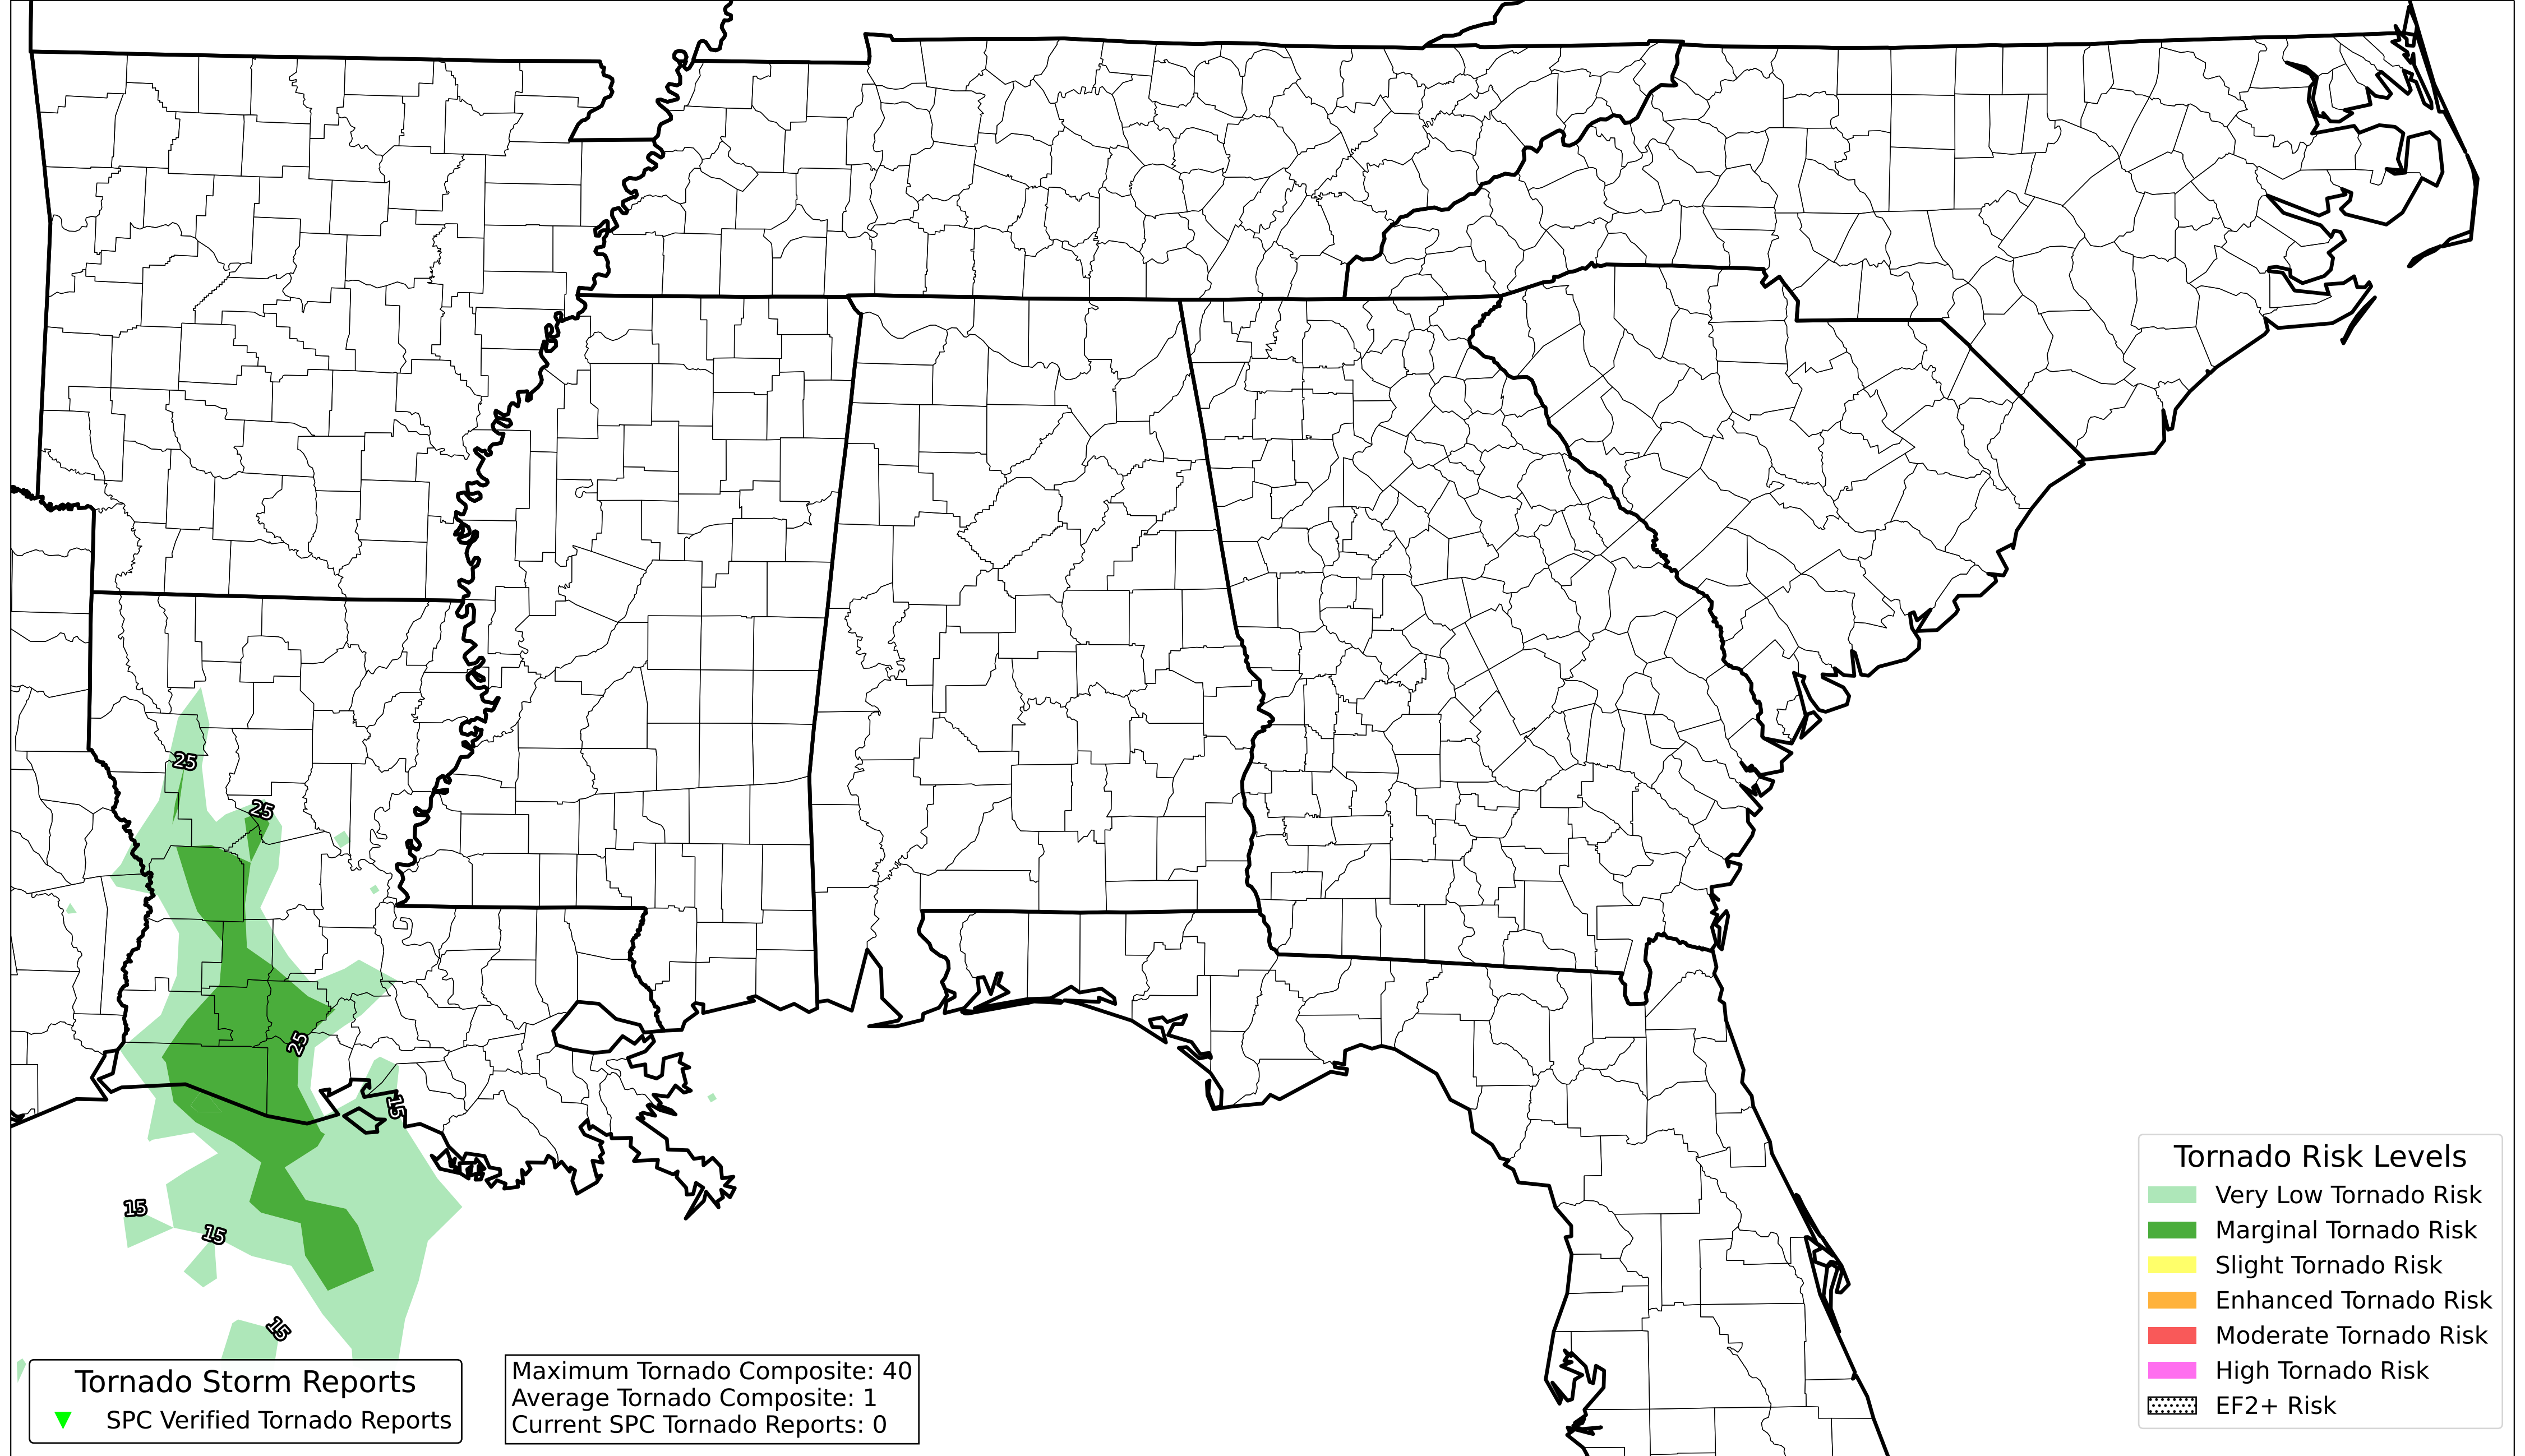 25
25
25
15
15
15
15
Tornado Storm Reports
SPC Verified Tornado Reports
Maximum Tornado Composite: 40
Average Tornado Composite: 1
Current SPC Tornado Reports: 0
Tornado Risk Levels
Very Low Tornado Risk
Marginal Tornado Risk
Slight Tornado Risk
Enhanced Tornado Risk
Moderate Tornado Risk
High Tornado Risk
EF2+ Risk